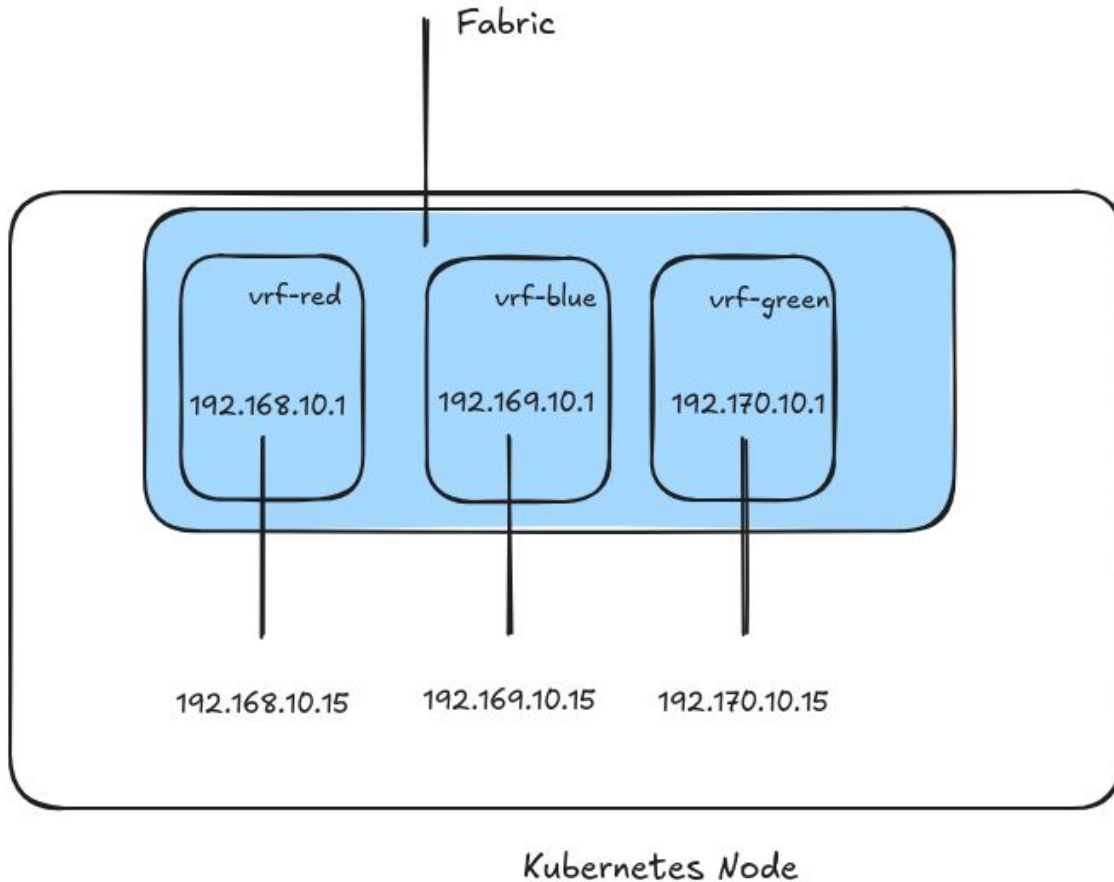 Fabric
vrf-red
vrf-blue
vrf-green
192.168.10.1
192.169.10.1
192.170.10.1
192.168.10.15
192.169.10.15
192.170.10.15
Kubernetes Node